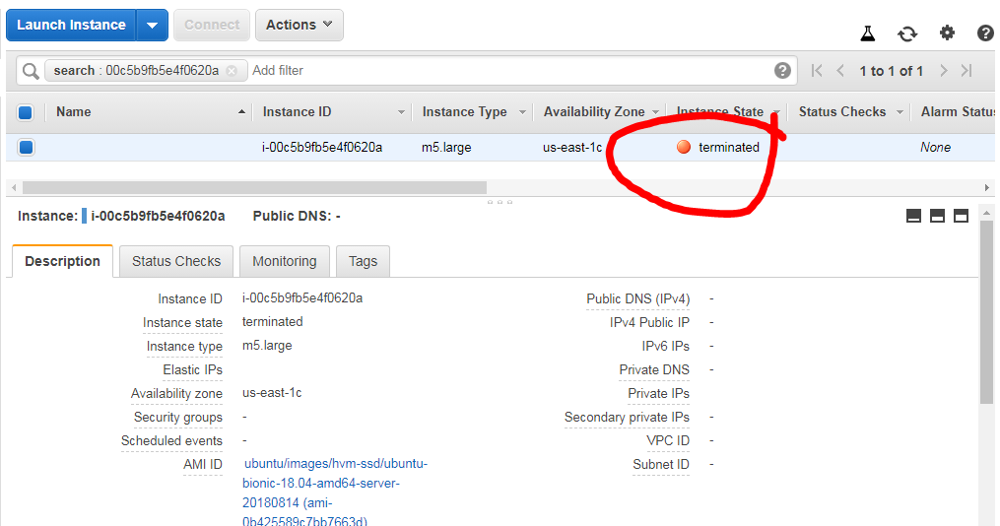 Launch Instance Connect Actions
search : 00c5b9fb5e4f0620a Add filter 1 to 1 of 1
Name Instance ID Instance Type Availability Zone Instance State Status Checks Alarm Status
i-00c5b9fb5e4f0620a m5.large us-east-1c terminated None
Instance: i-00c5b9fb5e4f0620a Public DNS: -
Description Status Checks Monitoring Tags
Instance ID i-00c5b9fb5e4f0620a Public DNS (IPv4) -
Instance state terminated IPv4 Public IP -
Instance type m5.large IPv6 IPs -
Elastic IPs Private DNS -
Availability zone us-east-1c Private IPs -
Security groups - Secondary private IPs -
Scheduled events - VPC ID -
AMI ID ubuntu/images/hvm-ssd/ubuntu- Subnet ID -
bionic-18.04-amd64-server-
20180814 (ami-
0b425589c7bb7663d)